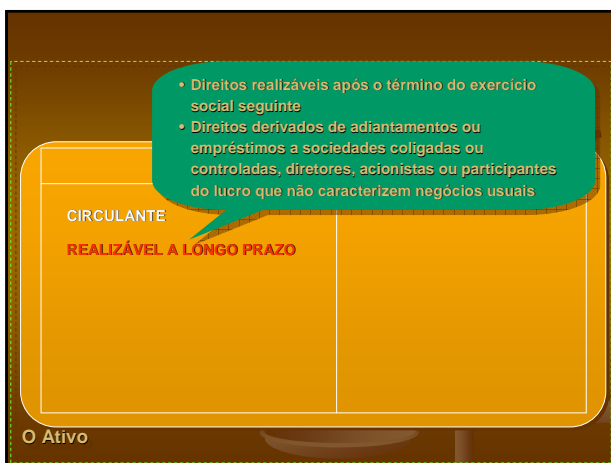 • Direitos realizáveis após o término do exercício
social seguinte
• Direitos derivados de adiantamentos ou
empréstimos a sociedades coligadas ou
controladas, diretores, acionistas ou participantes
do lucro que não caracterizem negócios usuais
CIRCULANTE
REALIZÁVEL A LONGO PRAZO
O Ativo